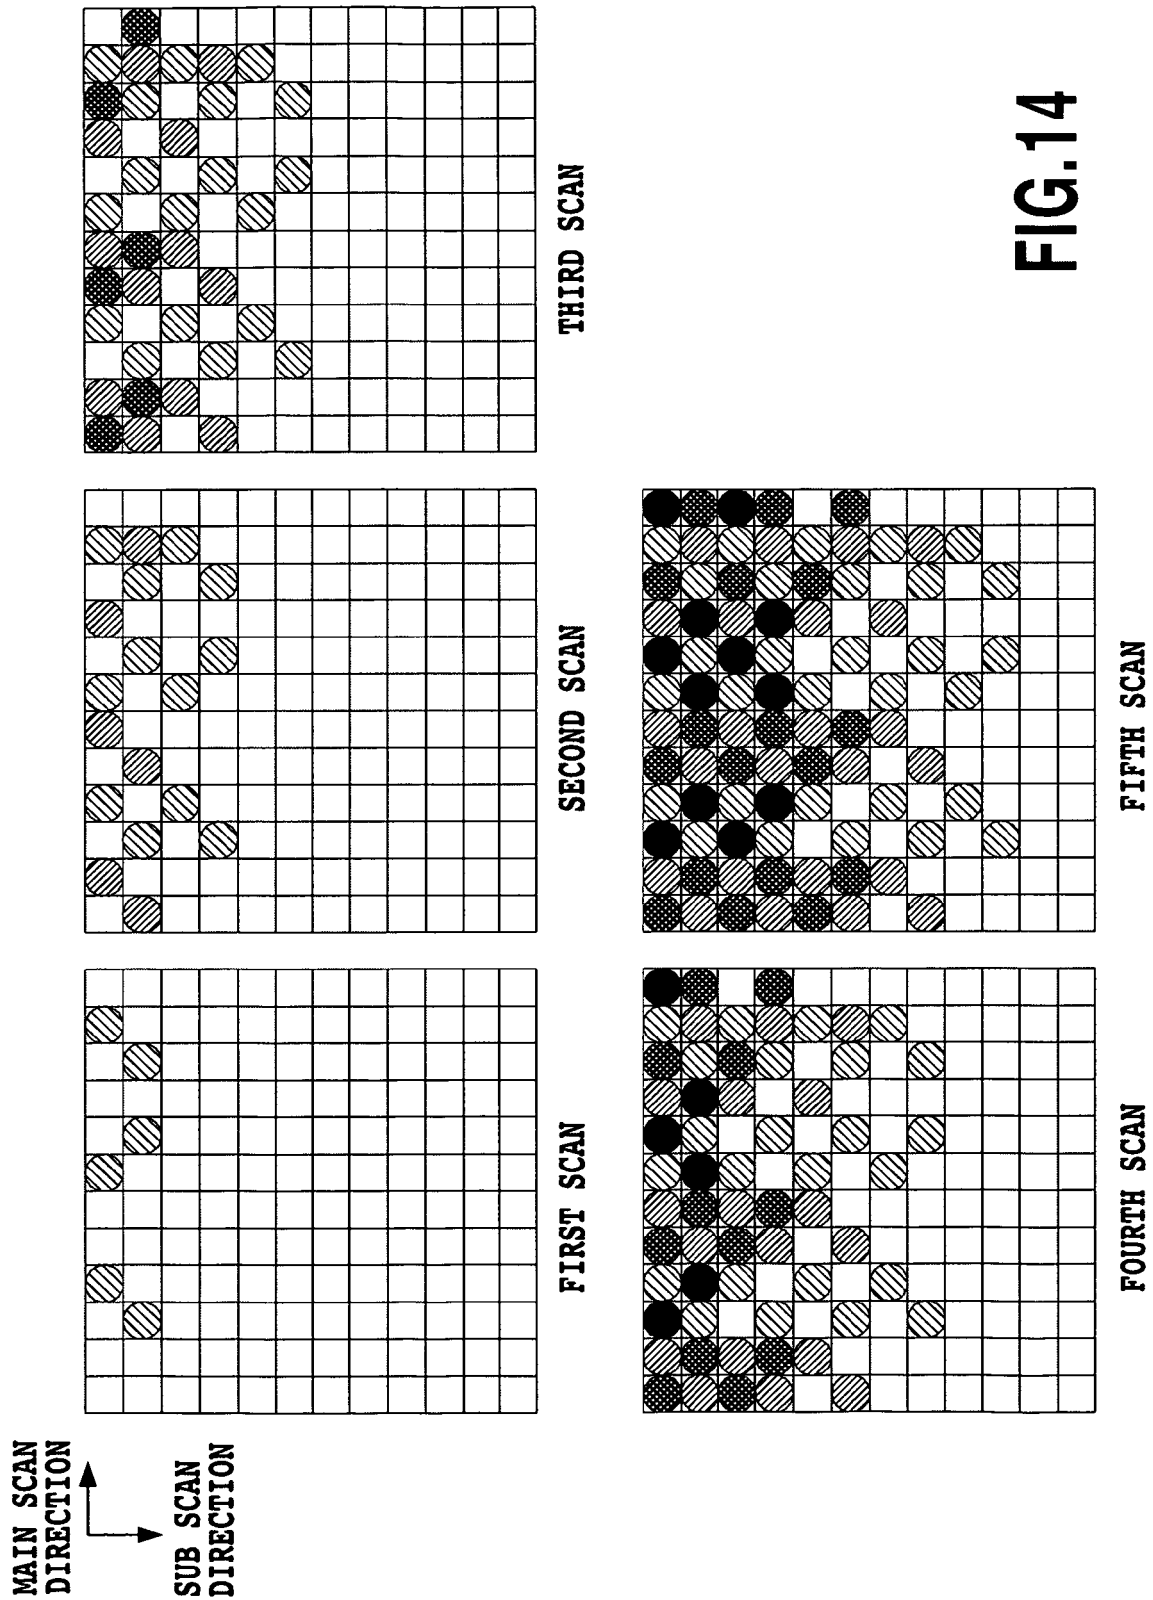 MAIN SCAN
DIRECTION
SUB SCAN
DIRECTION
FIRST SCAN
SECOND SCAN
THIRD SCAN
FOURTH SCAN
FIFTH SCAN
FIG.14